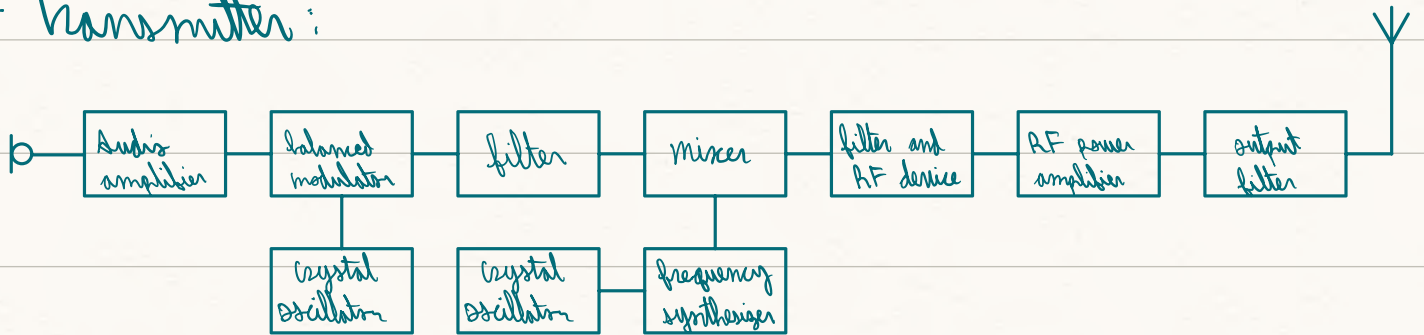 Transmitter:
Audio
amplifier
balanced
modulator
filter
mixer
filter and
RF device
RF power
amplifier
output
filter
crystal
oscillator
crystal
oscillator
frequency
synthesiser